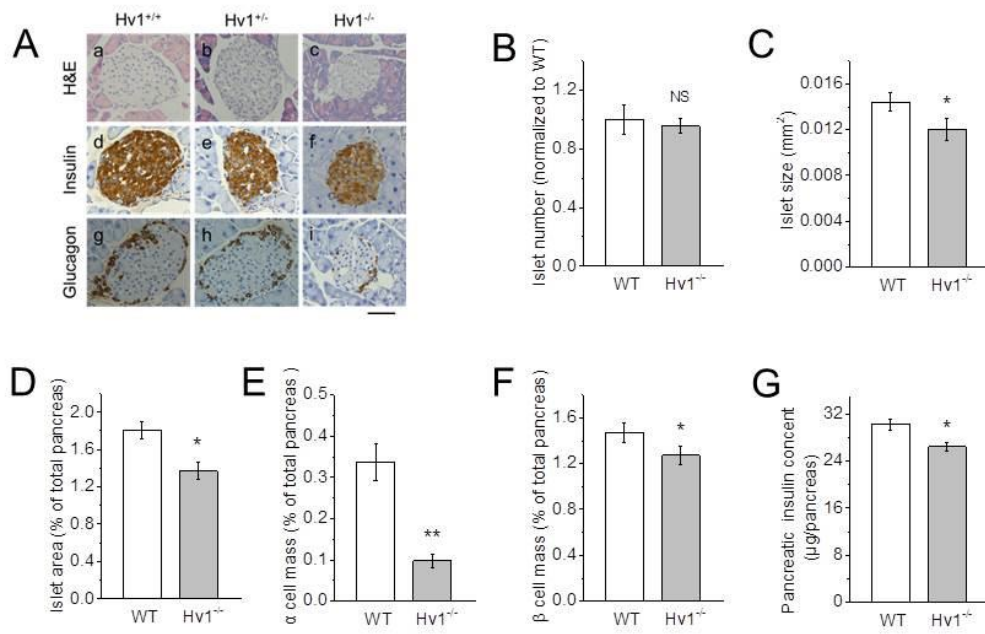 A
Hv1+/+ Hv1+/- Hv1-/-
H&E
a b c
Insulin
d e f
Glucagon
g h i
B
Islet number (normalized to WT)
1.2
0.8
0.4
0.0
NS
WT Hv1-/-
C
Islet size (mm2)
0.016
0.012
0.008
0.004
0.000
*
WT Hv1-/-
D
Islet area (% of total pancreas)
2.0
1.6
1.2
0.4
0.0
*
WT Hv1-/-
E
α cell mass (% of total pancreas )
0.5
0.4
0.3
0.2
0.1
0.0
**
WT Hv1-/-
F
β cell mass (% of total pancreas)
1.6
1.2
0.8
0.4
0.0
*
WT Hv1-/-
G
Pancreatic insulin concent
(μg/pancreas)
32
24
16
8
0
*
WT Hv1-/-